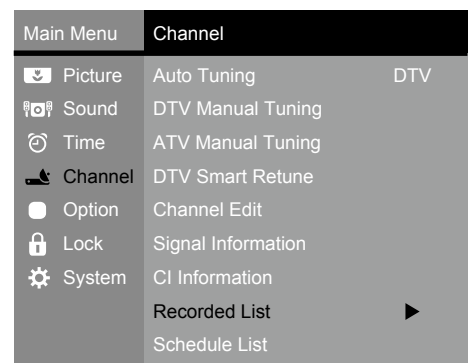 Main Menu Channel
Picture Auto Tuning DTV
Sound DTV Manual Tuning
Time ATV Manual Tuning
Channel DTV Smart Retune
Option Channel Edit
Lock Signal Information
System CI Information
Recorded List
Schedule List